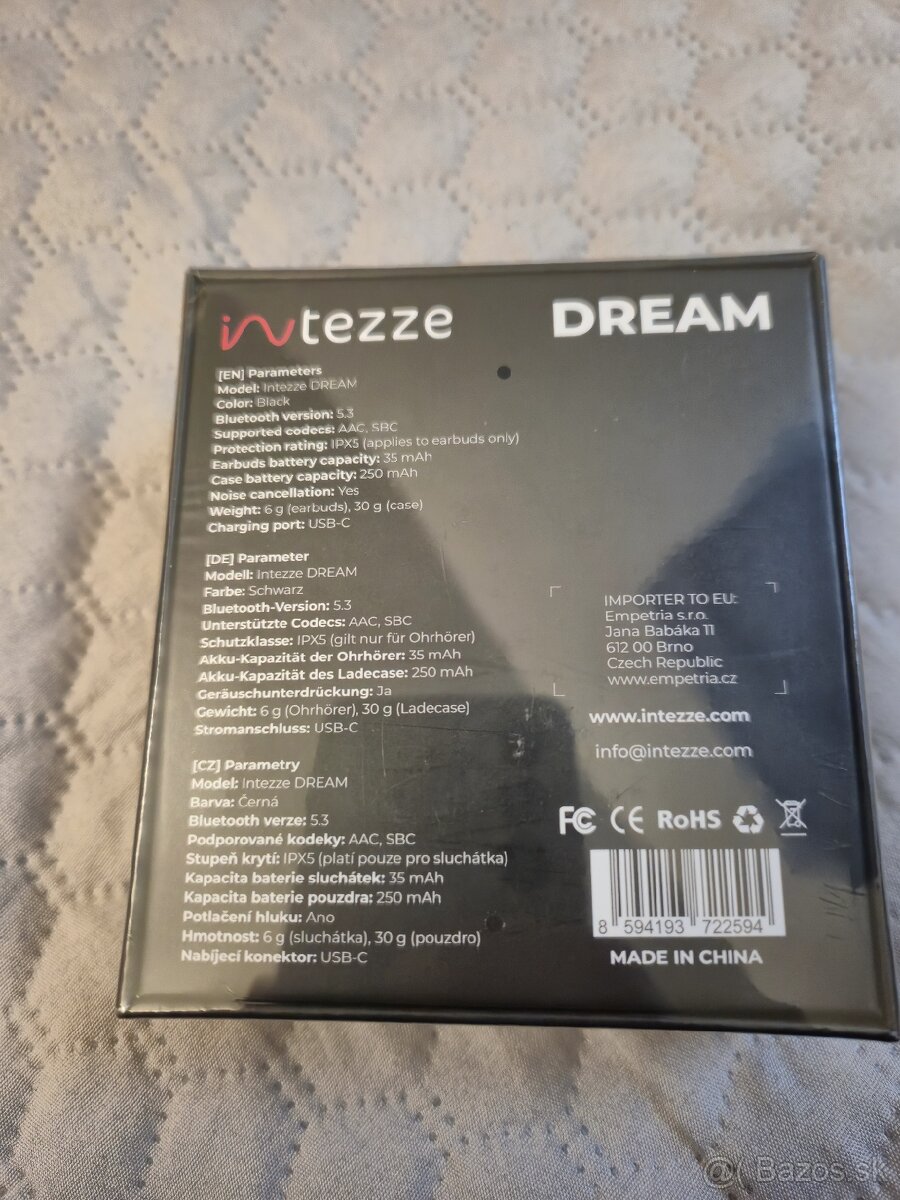 intezze
DREAM
[EN] Parameters
Model: Intezze DREAM
Color: Black
Bluetooth version: 5.3
Supported codecs: AAC, SBC
Protection rating: IPX5 (applies to earbuds only)
Earbuds battery capacity: 35 mAh
Case battery capacity: 250 mAh
Noise cancellation: Yes
Weight: 6 g (earbuds), 30 g (case)
Charging port: USB-C
[DE] Parameter
Modell: Intezze DREAM
Farbe: Schwarz
Bluetooth-Version: 5.3
Unterstützte Codecs: AAC, SBC
Schutzklasse: IPX5 (gilt nur für Ohrhörer)
Akku-Kapazität der Ohrhörer: 35 mAh
Akku-Kapazität des Ladecase: 250 mAh
Geräuschunterdrückung: Ja
Gewicht: 6 g (Ohrhörer), 30 g (Ladecase)
Stromanschluss: USB-C
[CZ] Parametry
Model: Intezze DREAM
Barva: Černá
Bluetooth verze: 5.3
Podporované kodeky: AAC, SBC
Stupeň krytí: IPX5 (platí pouze pro sluchátka)
Kapacita baterie sluchátek: 35 mAh
Kapacita baterie pouzdra: 250 mAh
Potlačení hluku: Ano
Hmotnost: 6 g (sluchátka), 30 g (pouzdro)
Nabíjecí konektor: USB-C
IMPORTER TO EU:
Empetria s.r.o.
Jana Babáka 11
612 00 Brno
Czech Republic
www.empetria.cz
www.intezze.com
info@intezze.com
FC CE RoHS
8 594193 722594
MADE IN CHINA
@ Bazos.sk